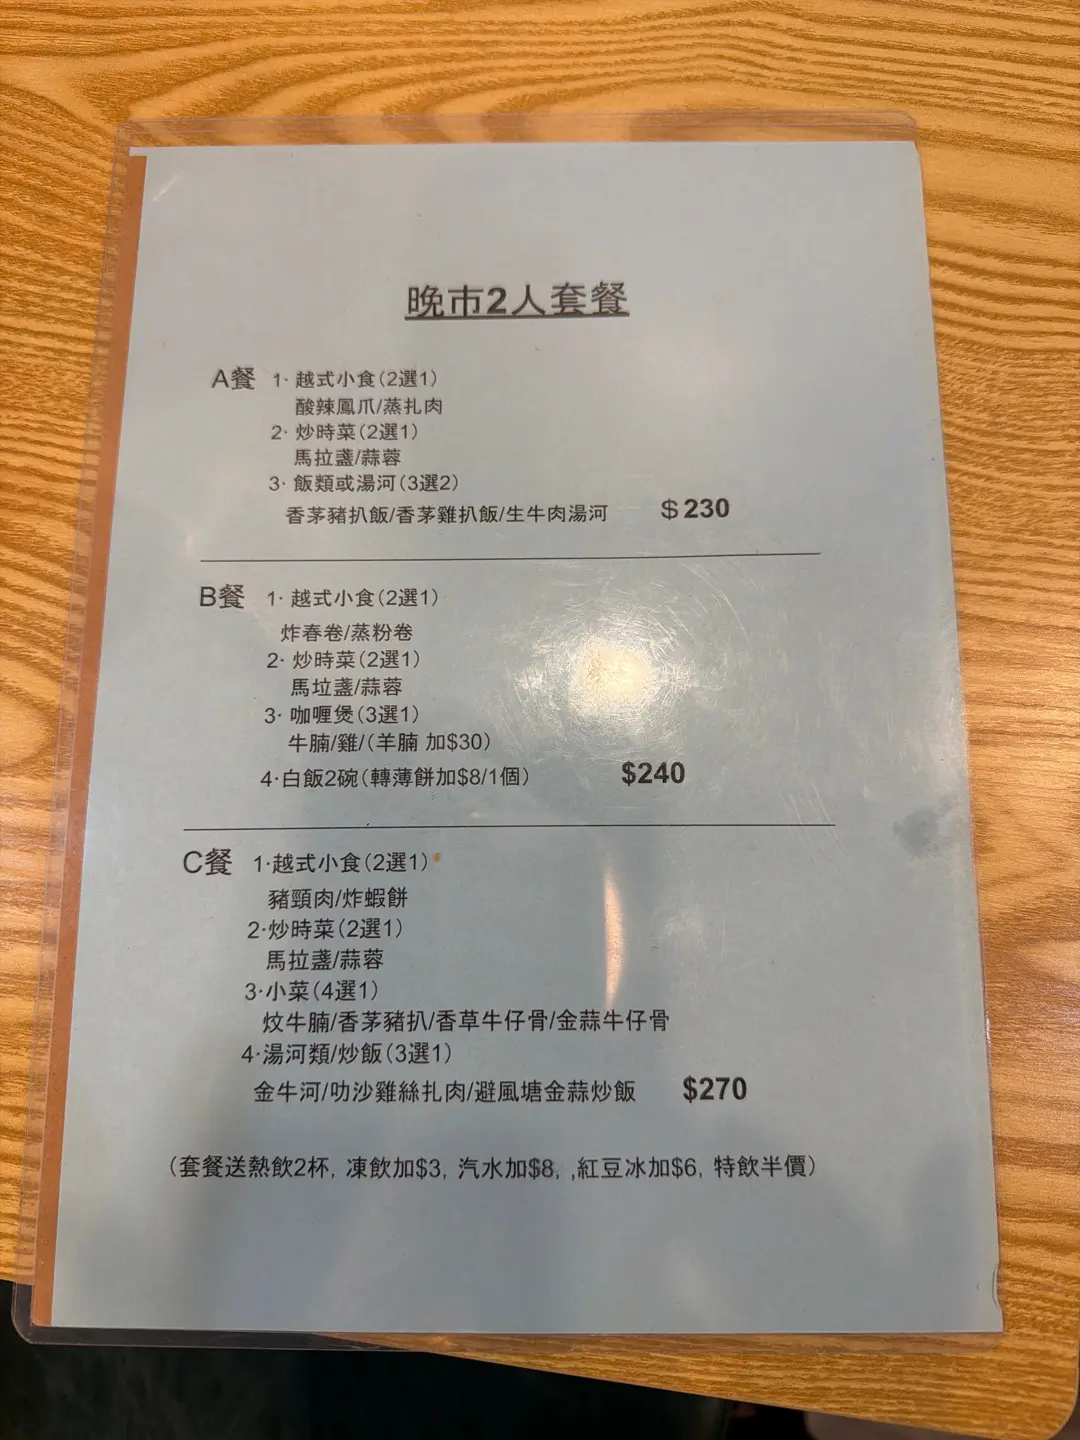 晚市2人套餐
A餐 1· 越式小食(2選1)
酸辣鳳爪/蒸扎肉
2· 炒時菜(2選1)
馬拉盞/蒜蓉
3· 飯類或湯河(3選2)
香茅豬扒飯/香茅雞扒飯/生牛肉湯河 $230
B餐 1· 越式小食(2選1)
炸春卷/蒸粉卷
2· 炒時菜(2選1)
馬垃盞/蒜蓉
3· 咖喱煲(3選1)
牛腩/雞/(羊腩 加$30)
4·白飯2碗(轉薄餅加$8/1個) $240
C餐 1·越式小食(2選1)
豬頸肉/炸蝦餅
2·炒時菜(2選1)
馬拉盞/蒜蓉
3·小菜(4選1)
炆牛腩/香茅豬扒/香草牛仔骨/金蒜牛仔骨
4·湯河類/炒飯(3選1)
金牛河/叻沙雞絲扎肉/避風塘金蒜炒飯 $270
(套餐送熱飲2杯, 凍飲加$3, 汽水加$8, ,紅豆冰加$6, 特飲半價)